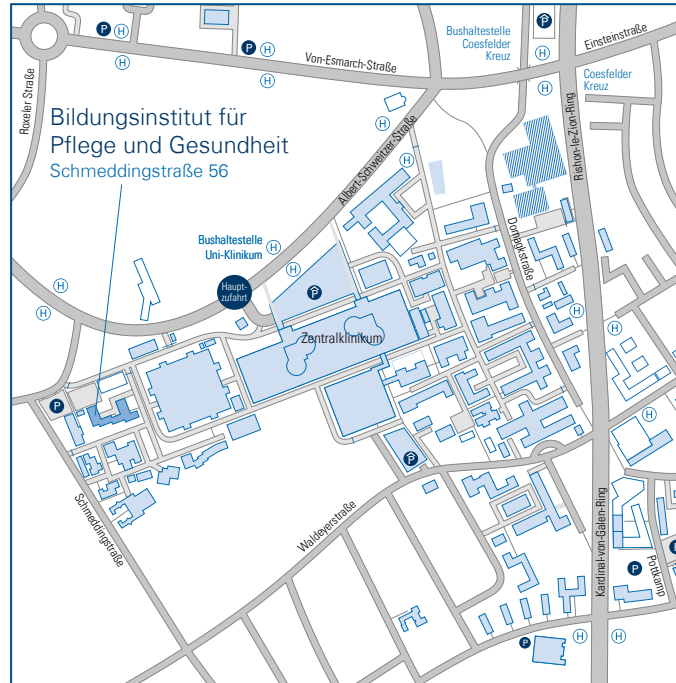 P
H
P
H
H
H
Von-Esmarch-Straße
Bushaltestelle
Coesfelder
Kreuz
P
H
H
H
H
Einsteinstraße
Coesfelder
Kreuz
Roxeler Straße
Bildungsinstitut für
Pflege und Gesundheit
Schmeddingstraße 56
H
H
Albert-Schweitzer-Straße
Rishon-le-Zion-Ring
Domagkstraße
Bushaltestelle
Uni-Klinikum
H
H
Haupt-
zufahrt
P
H
H
H
Zentralklinikum
H
P
H
P
Schmeddingstraße
Waldeyerstraße
Kardinal-von-Galen-Ring
Pottkamp
P
P
H
H